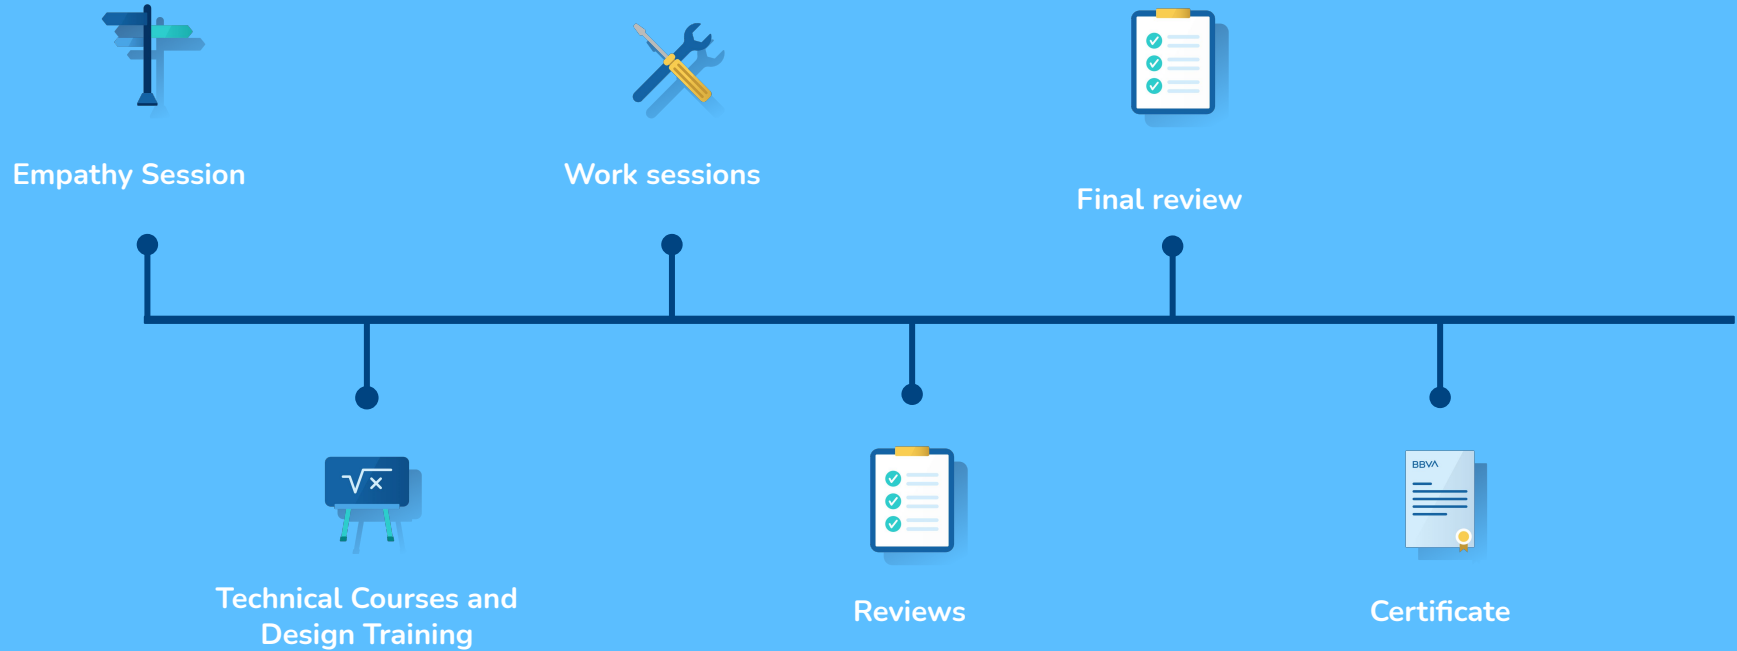 Empathy Session
Work sessions
Final review
√x
BBVA
Technical Courses and
Design Training
Reviews
Certificate